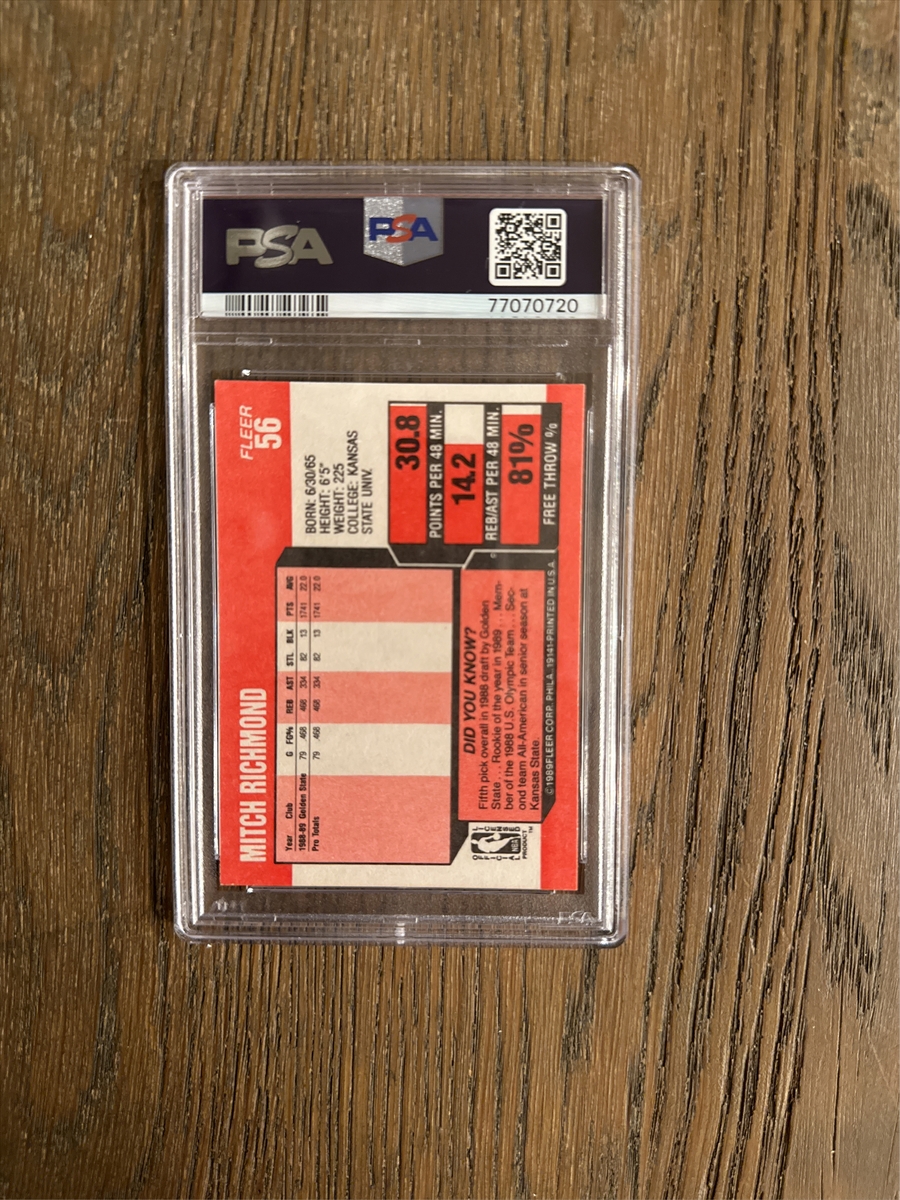 PSA
PSA
77070720
FLEER
56
MITCH RICHMOND
BORN: 6/30/65
HEIGHT: 6'5"
WEIGHT: 225
COLLEGE: KANSAS
STATE UNIV.
30.8
POINTS PER 48 MIN.
14.2
REB/AST PER 48 MIN.
81%
FREE THROW %
Year Club G FG% REB AST STL BLK PTS AVG
1988-89 Golden State 79 .468 468 334 82 13 1741 22.0
Pro Totals 79 .468 468 334 82 13 1741 22.0
DID YOU KNOW?
Fifth pick overall in 1988 draft by Golden
State . . . Rookie of the year in 1989 . . . Mem-
ber of the 1988 U.S. Olympic Team . . . Sec-
ond team All-American in senior season at
Kansas State.
OFFICIAL
LICENSED
NBA
PRODUCT™
©1989 FLEER CORP. PHILA. 19141-PRINTED IN U.S.A.